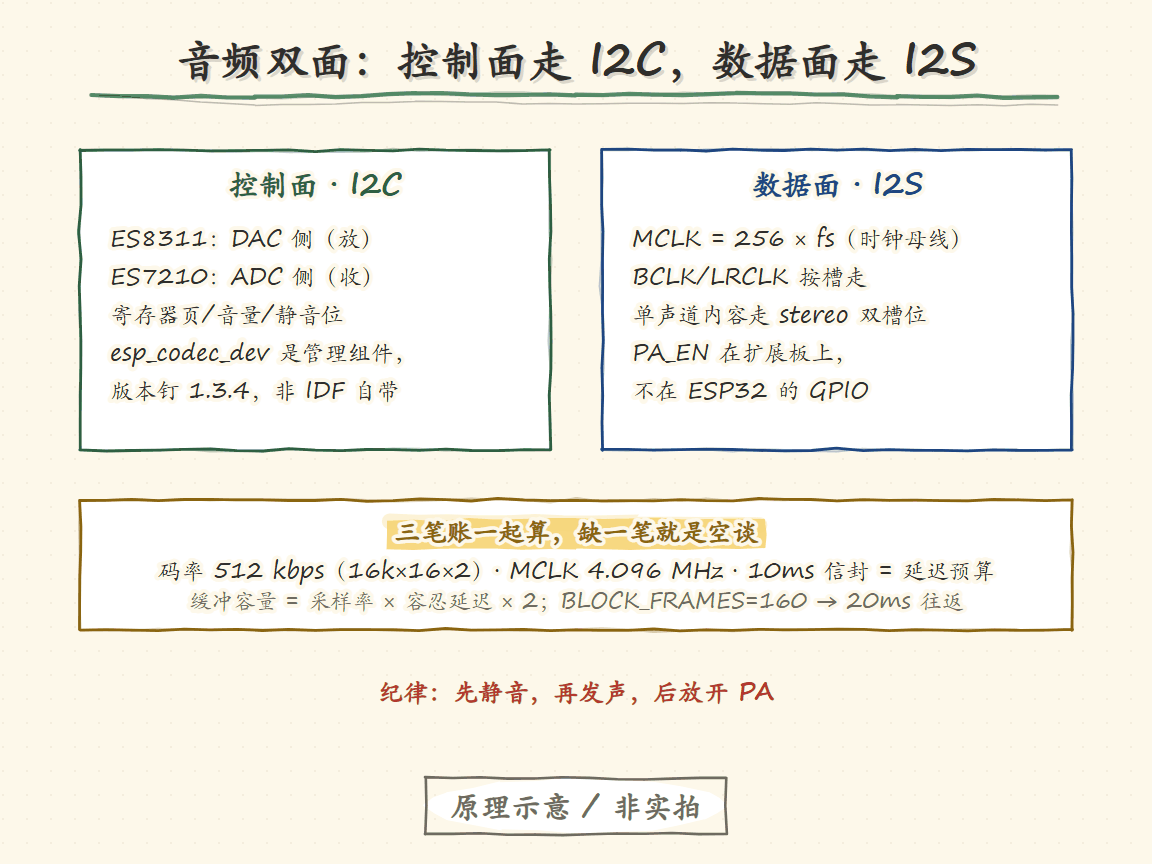 音频双面：控制面走 I2C，数据面走 I2S
控制面 · I2C
ES8311：DAC 侧（放）
ES7210：ADC 侧（收）
寄存器页/音量/静音位
esp_codec_dev 是管理组件，
版本钉 1.3.4，非 IDF 自带
数据面 · I2S
MCLK = 256 × fs（时钟母线）
BCLK/LRCLK 按槽走
单声道内容走 stereo 双槽位
PA_EN 在扩展板上，
不在 ESP32 的 GPIO
三笔账一起算，缺一笔就是空谈
码率 512 kbps（16k×16×2）· MCLK 4.096 MHz · 10ms 信封 = 延迟预算
缓冲容量 = 采样率 × 容忍延迟 × 2；BLOCK_FRAMES=160 → 20ms 往返
纪律：先静音，再发声，后放开 PA
原理示意 / 非实拍